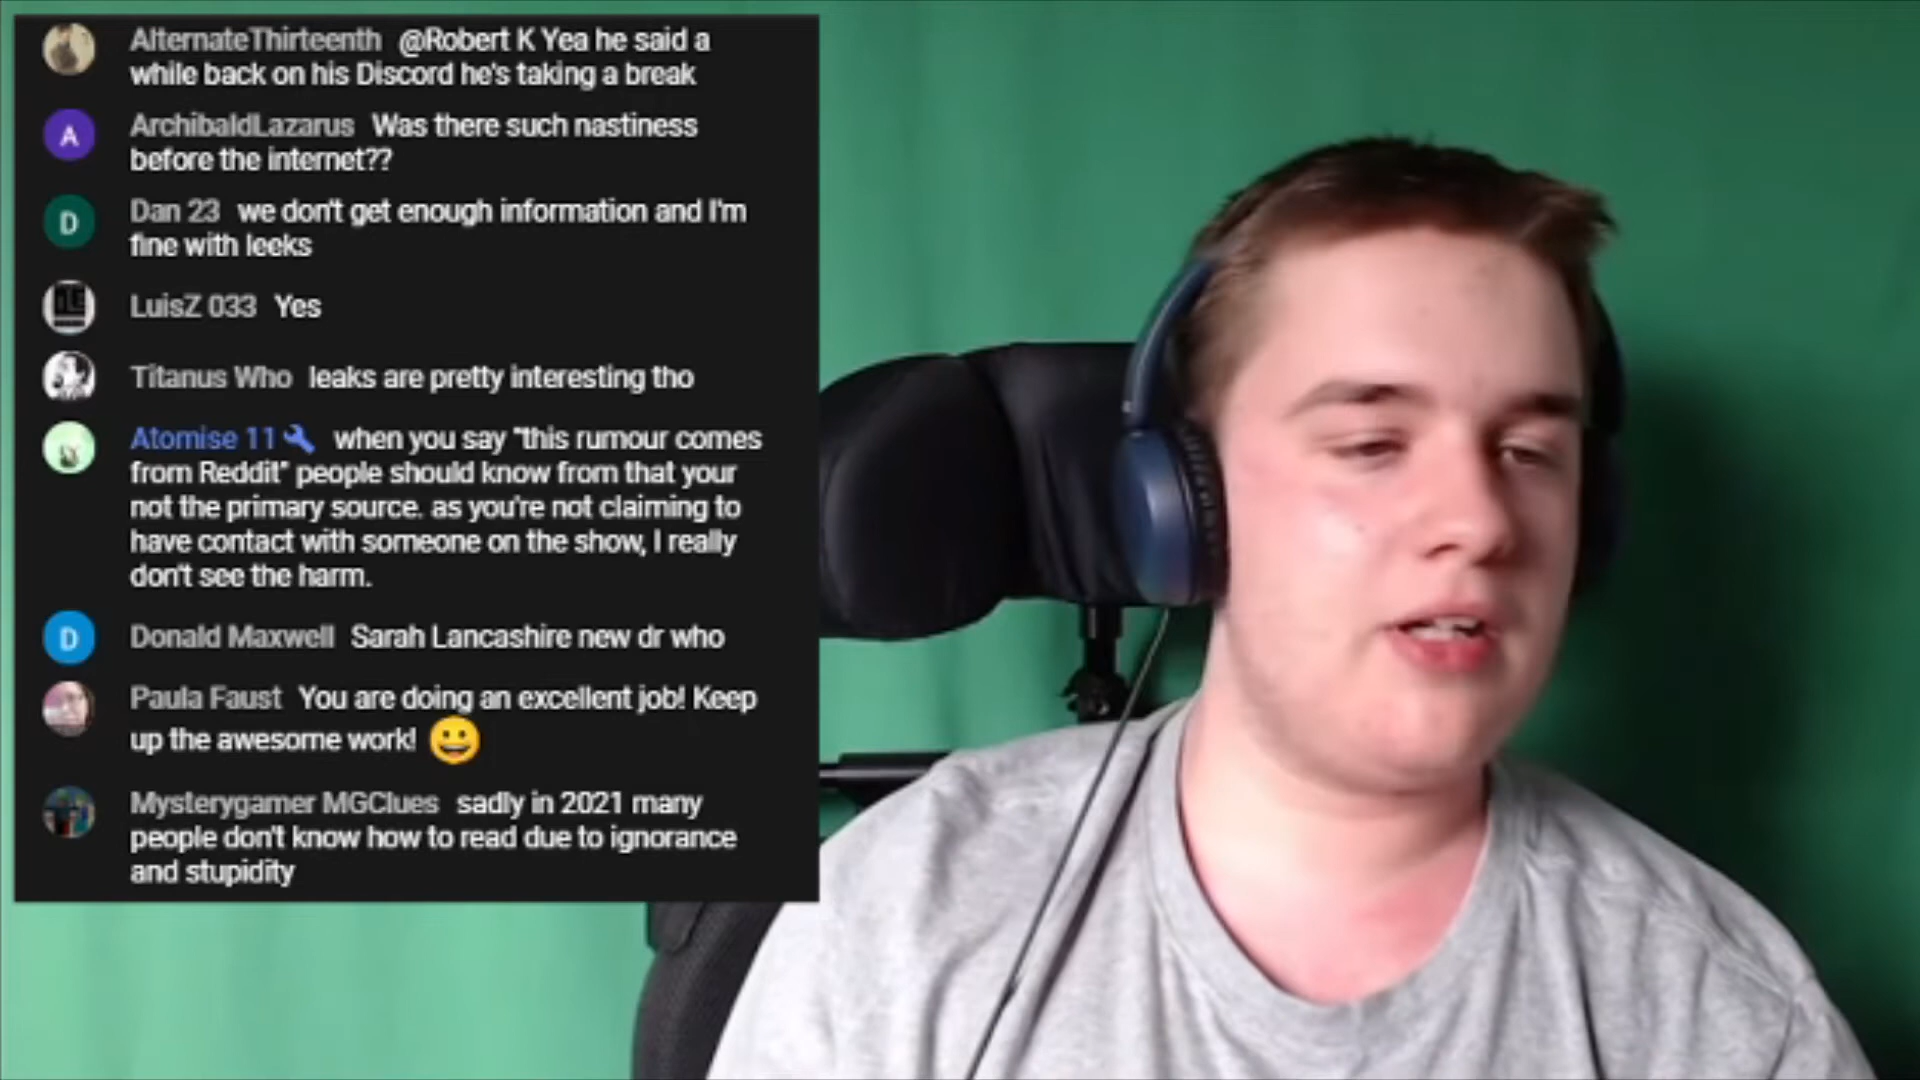 AlternateThirteenth @Robert K Yea he said a
while back on his Discord he's taking a break
A
ArchibaldLazarus Was there such nastiness
before the internet??
D
Dan 23 we don't get enough information and I'm
fine with leeks
LuisZ 033 Yes
Titanus Who leaks are pretty interesting tho
Atomise 11 when you say "this rumour comes
from Reddit" people should know from that your
not the primary source. as you're not claiming to
have contact with someone on the show, I really
don't see the harm.
D
Donald Maxwell Sarah Lancashire new dr who
Paula Faust You are doing an excellent job! Keep
up the awesome work! 😀
Mysterygamer MGClues sadly in 2021 many
people don't know how to read due to ignorance
and stupidity